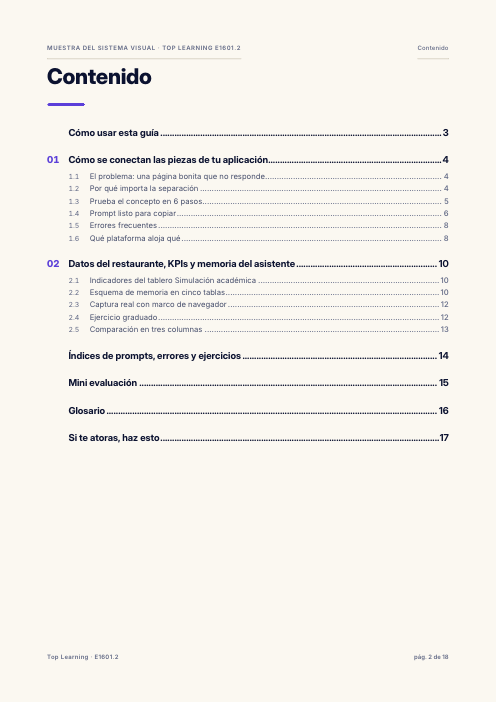 MUESTRA DEL SISTEMA VISUAL · TOP LEARNING E1601.2 Contenido
Contenido
Cómo usar esta guía 3
01 Cómo se conectan las piezas de tu aplicación 4
1.1 El problema: una página bonita que no responde 4
1.2 Por qué importa la separación 4
1.3 Prueba el concepto en 6 pasos 5
1.4 Prompt listo para copiar 6
1.5 Errores frecuentes 8
1.6 Qué plataforma aloja qué 8
02 Datos del restaurante, KPIs y memoria del asistente 10
2.1 Indicadores del tablero Simulación académica 10
2.2 Esquema de memoria en cinco tablas 10
2.3 Captura real con marco de navegador 12
2.4 Ejercicio graduado 12
2.5 Comparación en tres columnas 13
Índices de prompts, errores y ejercicios 14
Mini evaluación 15
Glosario 16
Si te atoras, haz esto 17
Top Learning · E1601.2 pág. 2 de 18